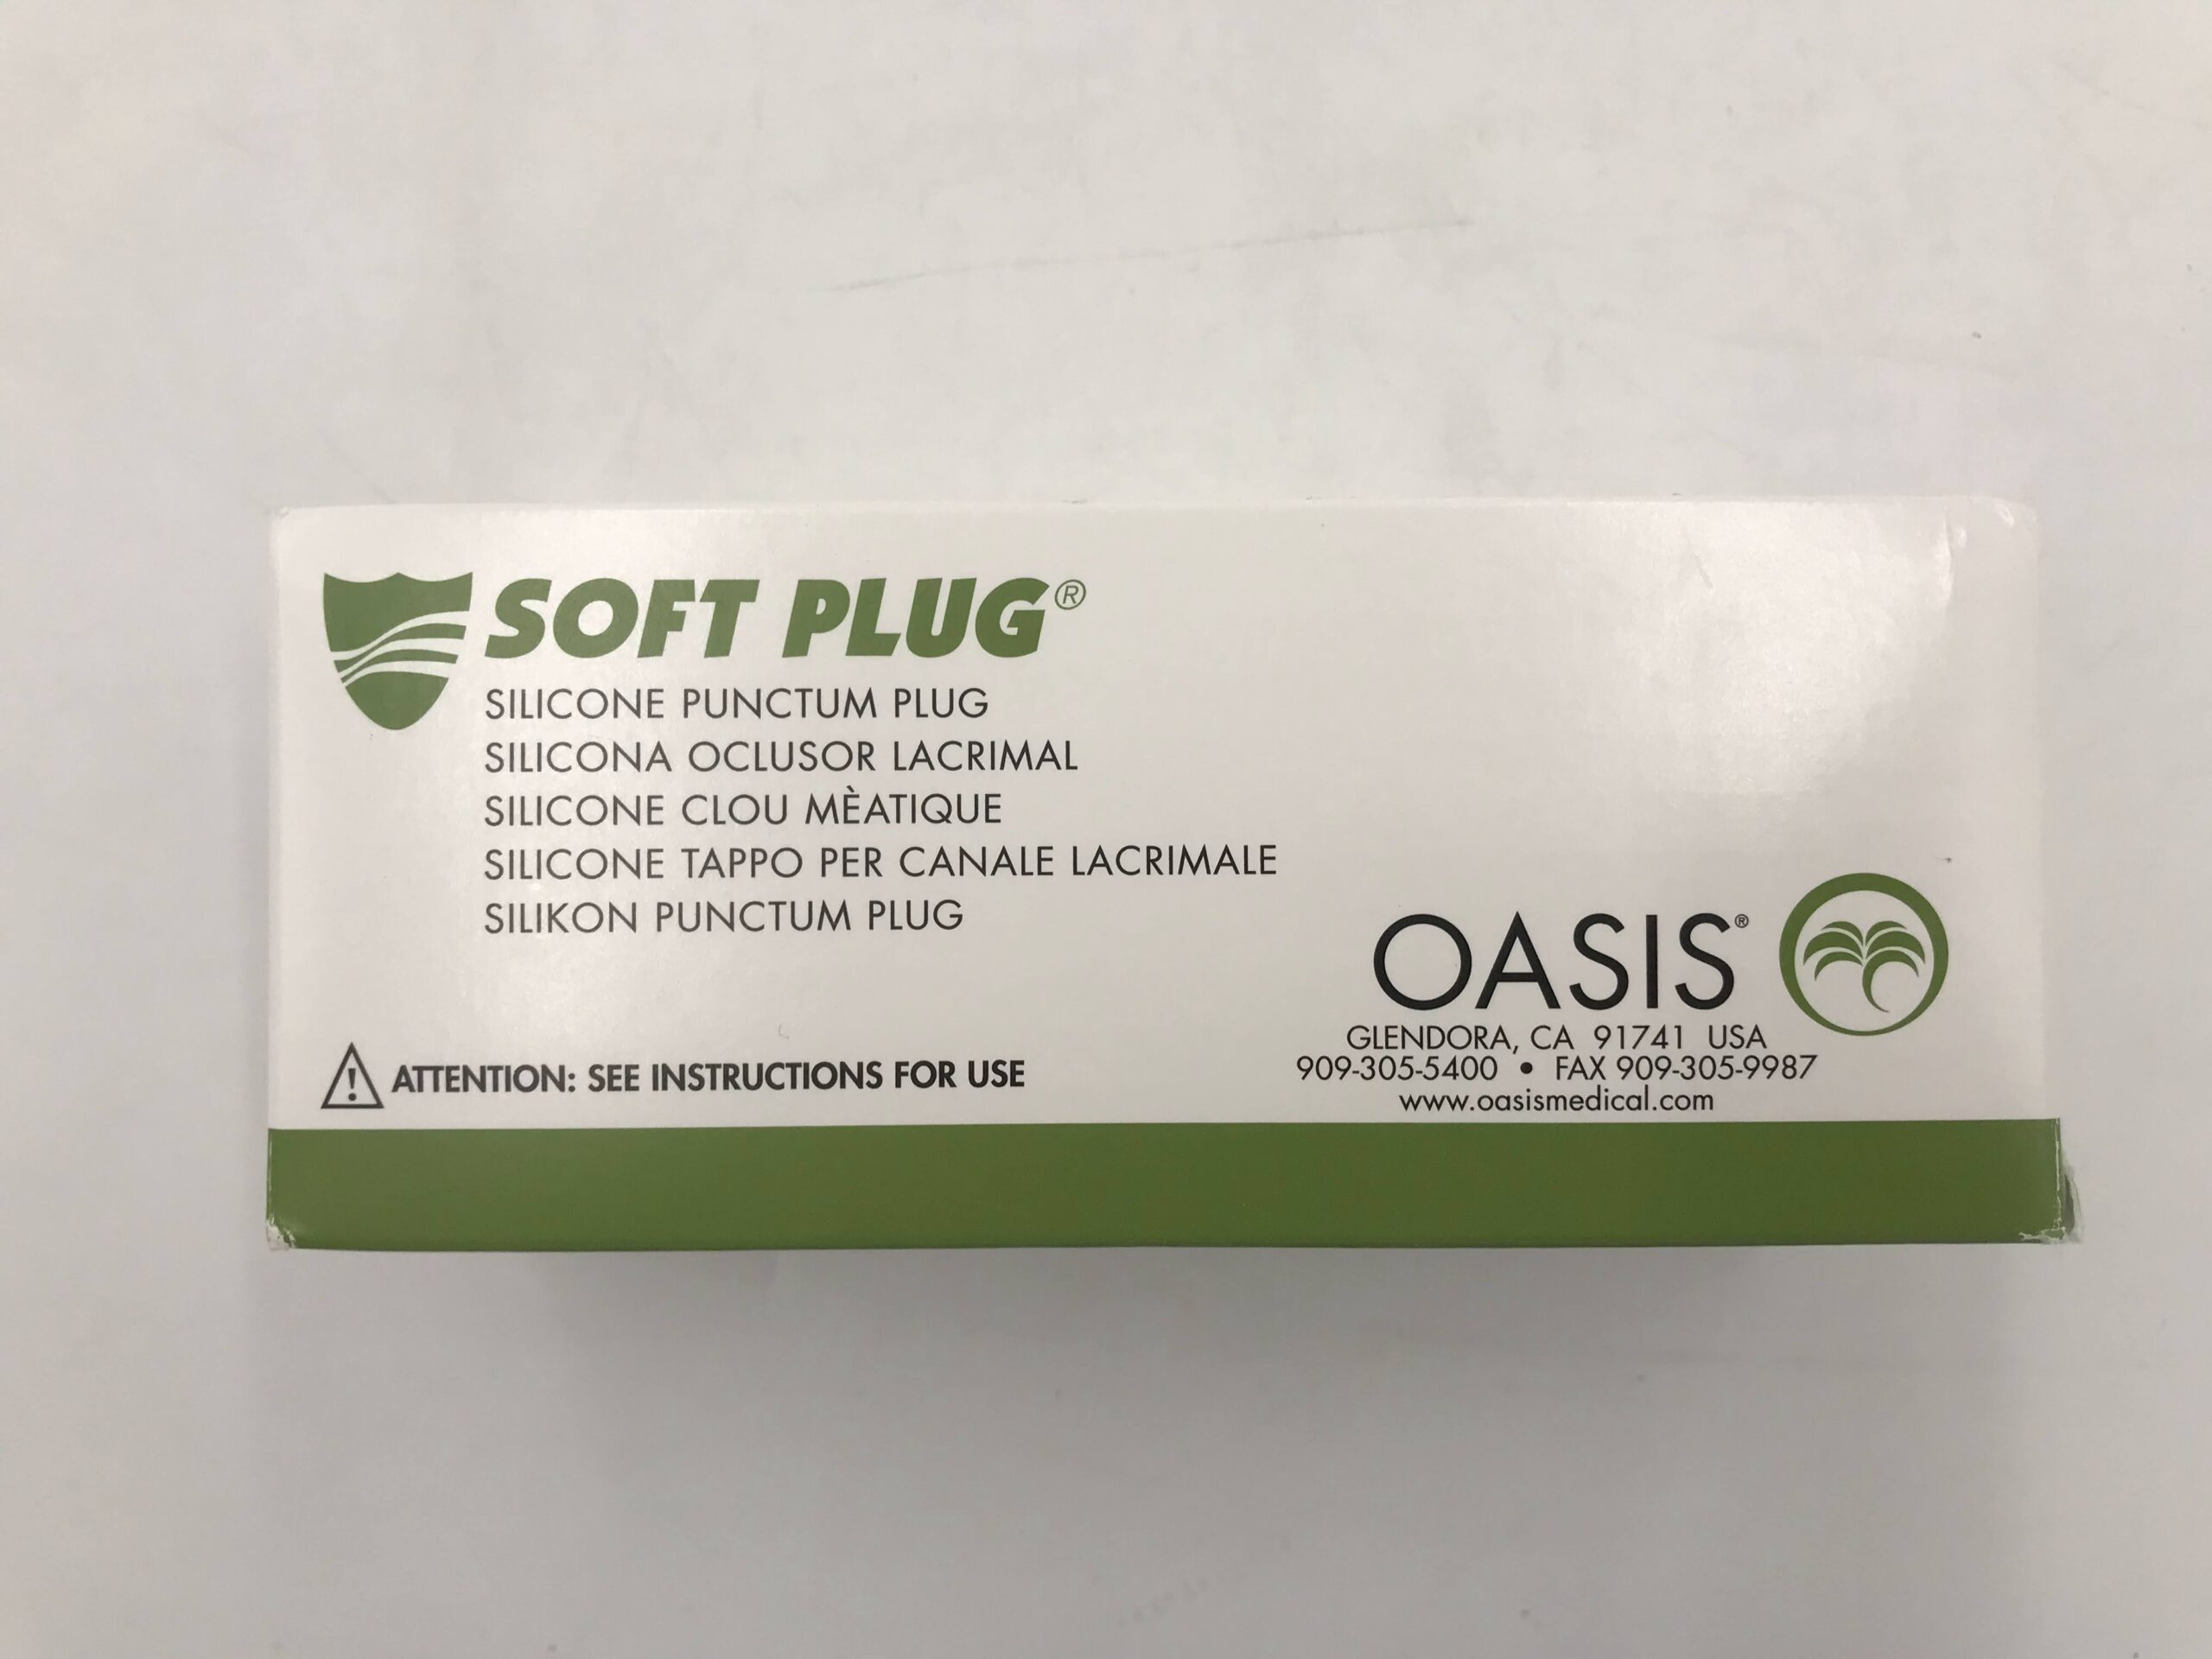 SOFT PLUG®
SILICONE PUNCTUM PLUG
SILICONA OCLUSOR LACRIMAL
SILICONE CLOU MÈATIQUE
SILICONE TAPPO PER CANALE LACRIMALE
SILIKON PUNCTUM PLUG
ATTENTION: SEE INSTRUCTIONS FOR USE
OASIS®
GLENDORA, CA 91741 USA
909-305-5400 • FAX 909-305-9987
www.oasismedical.com